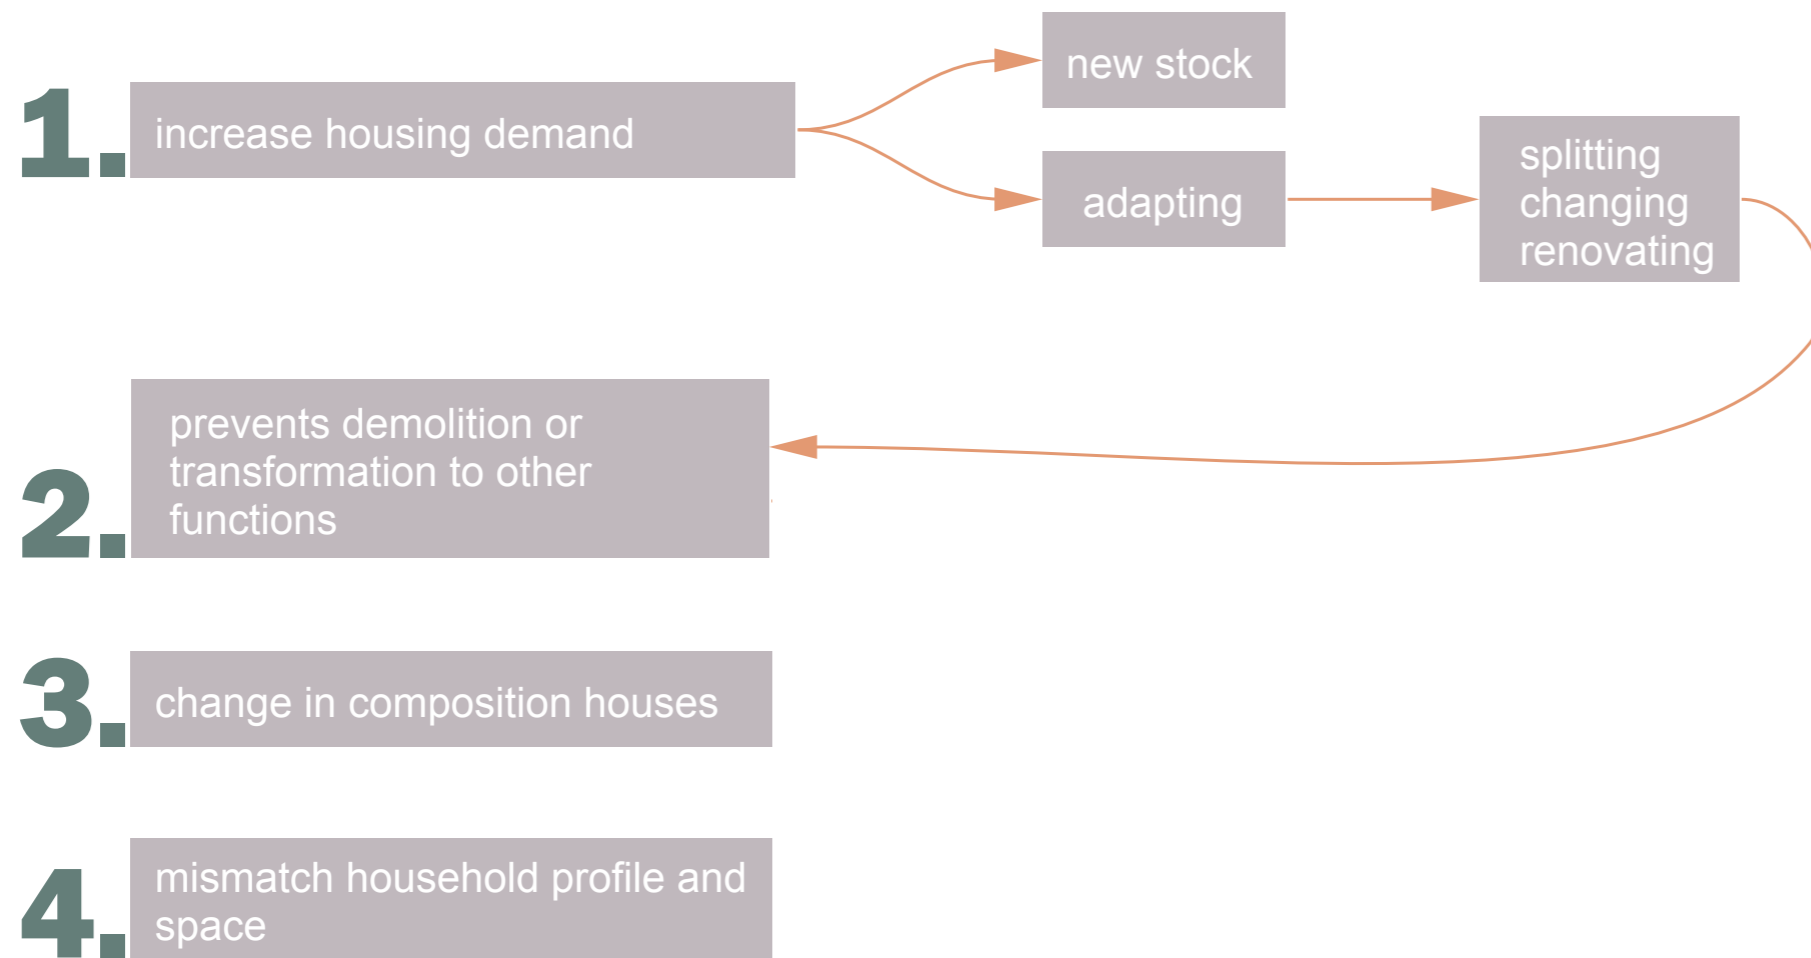 1.
increase housing demand
new stock
adapting
splitting
changing
renovating
2.
prevents demolition or
transformation to other
functions
3.
change in composition houses
4.
mismatch household profile and
space